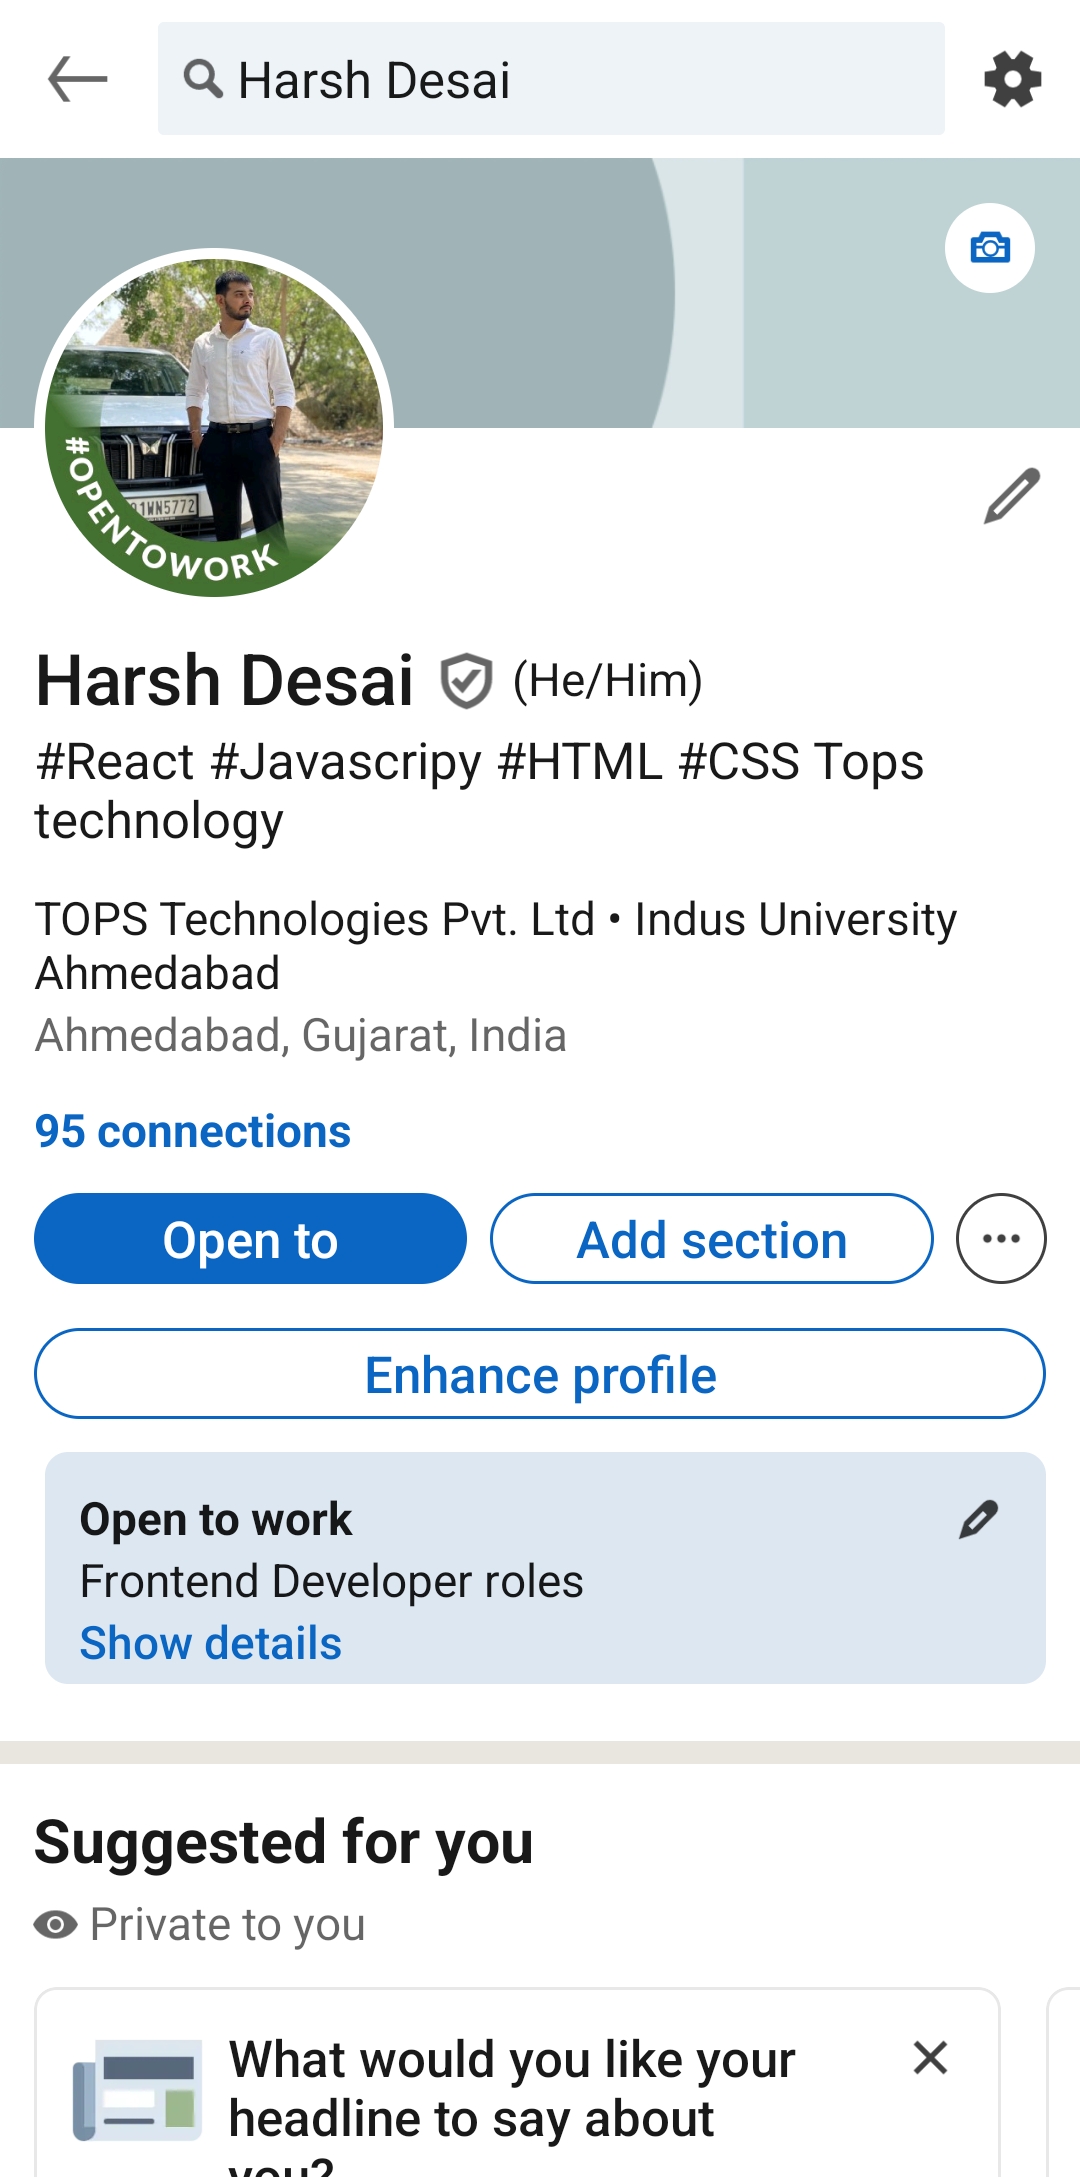 Harsh Desai
1WN5772
#OPENTOWORK
Harsh Desai (He/Him)
#React #Javascripy #HTML #CSS Tops
technology
TOPS Technologies Pvt. Ltd • Indus University
Ahmedabad
Ahmedabad, Gujarat, India
95 connections
Open to
Add section
Enhance profile
Open to work
Frontend Developer roles
Show details
Suggested for you
Private to you
What would you like your
headline to say about
you?